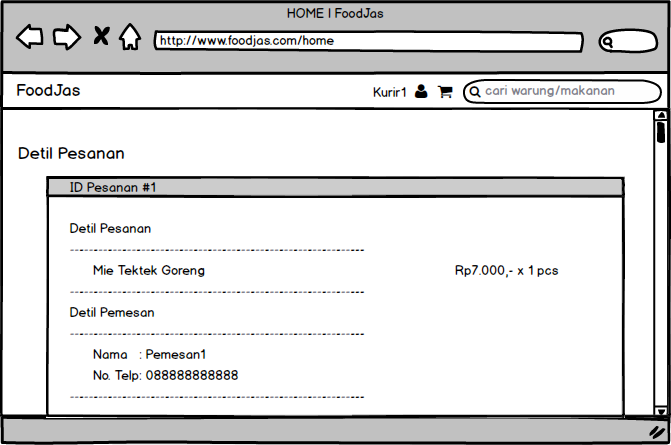 HOME | FoodJas
http://www.foodjas.com/home
FoodJas
Kurir1
cari warung/makanan
Detil Pesanan
ID Pesanan #1
Detil Pesanan
Mie Tektek Goreng Rp7.000,- x 1 pcs
Detil Pemesan
Nama : Pemesan1
No. Telp: 088888888888